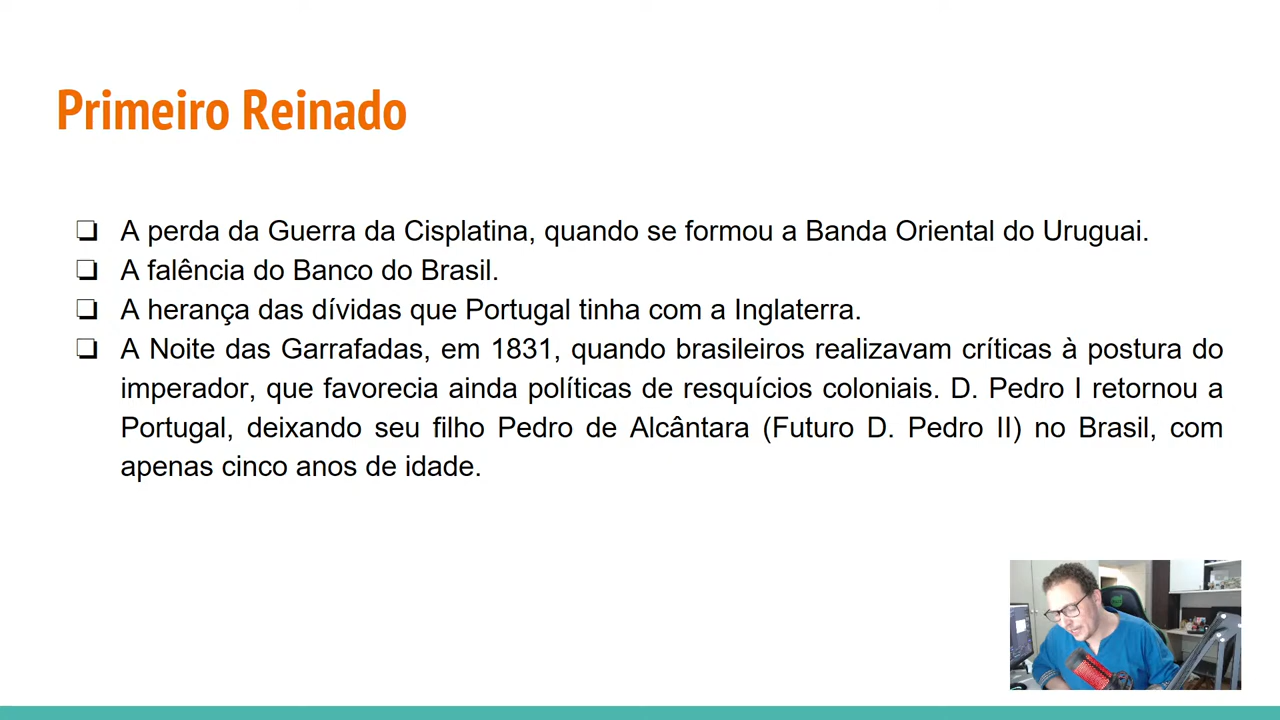 Primeiro Reinado
❏ A perda da Guerra da Cisplatina, quando se formou a Banda Oriental do Uruguai.
❏ A falência do Banco do Brasil.
❏ A herança das dívidas que Portugal tinha com a Inglaterra.
❏ A Noite das Garrafadas, em 1831, quando brasileiros realizavam críticas à postura do
imperador, que favorecia ainda políticas de resquícios coloniais. D. Pedro I retornou a
Portugal, deixando seu filho Pedro de Alcântara (Futuro D. Pedro II) no Brasil, com
apenas cinco anos de idade.